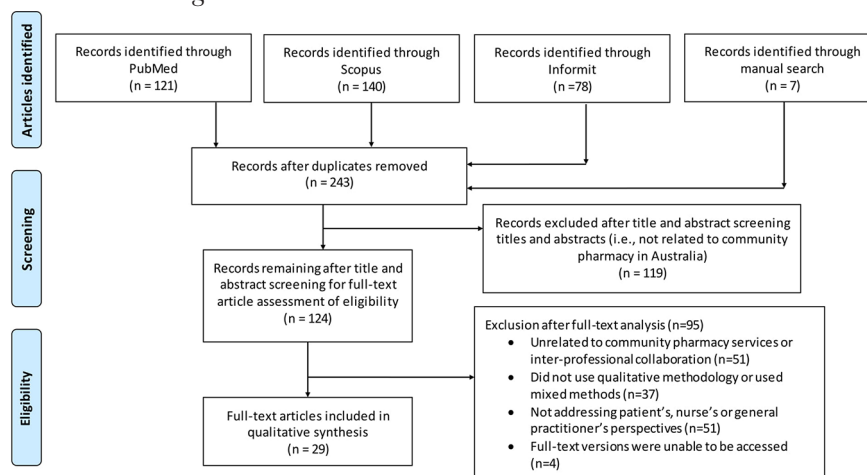 Articles identified
Records identified through
PubMed
(n = 121)
Records identified through
Scopus
(n = 140)
Records identified through
Informit
(n =78)
Records identified through
manual search
(n = 7)
Records after duplicates removed
(n = 243)
Screening
Records excluded after title and abstract screening
titles and abstracts (i.e., not related to community
pharmacy in Australia)
(n = 119)
Records remaining after title and
abstract screening for full-text
article assessment of eligibility
(n = 124)
Eligibility
Exclusion after full-text analysis (n=95)
• Unrelated to community pharmacy services or
inter-professional collaboration (n=51)
• Did not use qualitative methodology or used
mixed methods (n=37)
• Not addressing patient's, nurse's or general
practitioner's perspectives (n=51)
• Full-text versions were unable to be accessed
(n=4)
Full-text articles included in
qualitative synthesis
(n = 29)